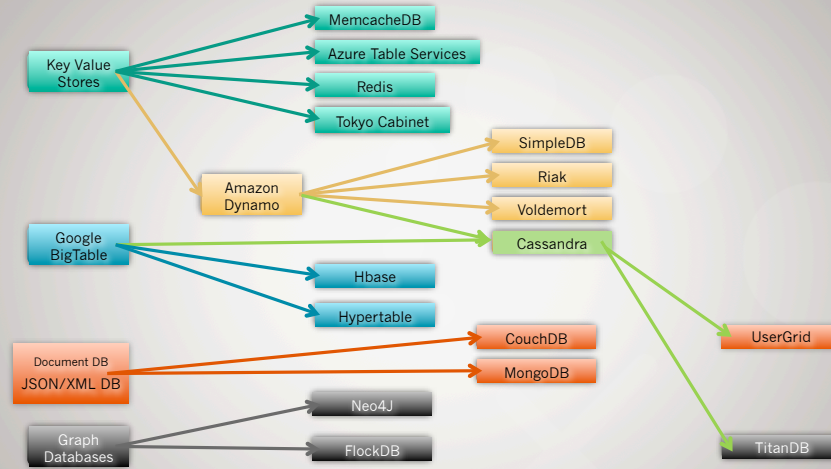 MemcacheDB
Key Value
Stores
Azure Table Services
Redis
Tokyo Cabinet
SimpleDB
Amazon
Dynamo
Riak
Voldemort
Google
BigTable
Cassandra
Hbase
Hypertable
CouchDB
UserGrid
Document DB
JSON/XML DB
MongoDB
Neo4J
Graph
Databases
FlockDB
TitanDB